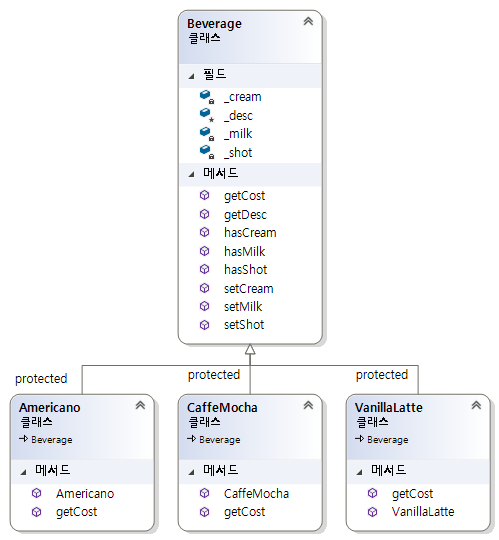 Beverage
클래스
필드
_cream
_desc
_milk
_shot
메서드
getCost
getDesc
hasCream
hasMilk
hasShot
setCream
setMilk
setShot
protected
protected
protected
Americano
클래스
Beverage
메서드
Americano
getCost
CaffeMocha
클래스
Beverage
메서드
CaffeMocha
getCost
VanillaLatte
클래스
Beverage
메서드
getCost
VanillaLatte